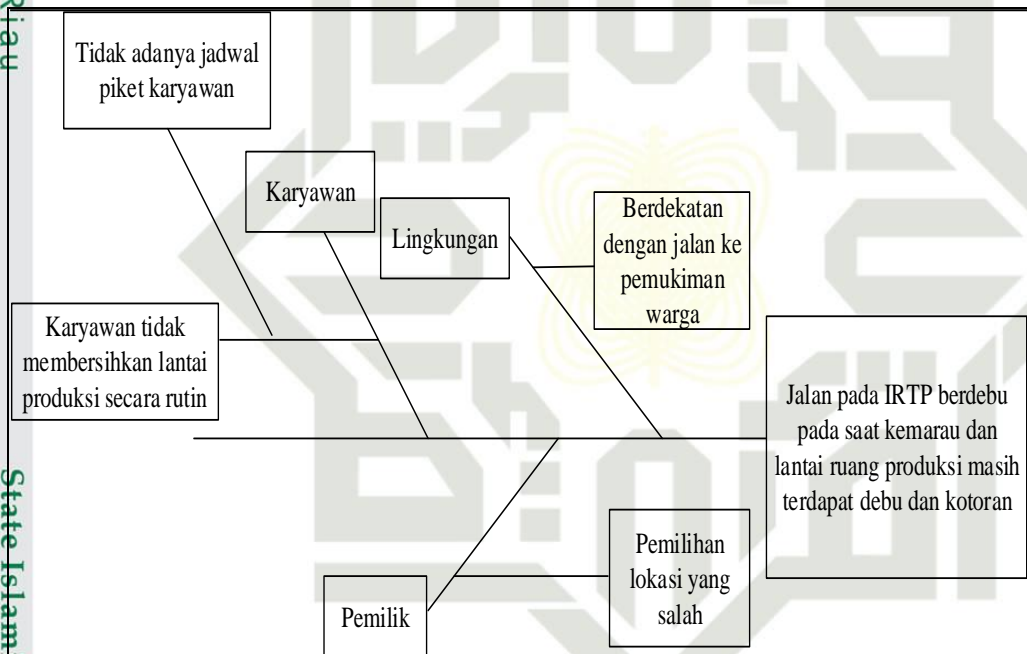 Riau
Tidak adanya jadwal
piket karyawan
Karyawan
Lingkungan
Berdekatan
dengan jalan ke
pemukiman
warga
Karyawan tidak
membersihkan lantai
produksi secara rutin
Jalan pada IRTP berdebu
pada saat kemarau dan
lantai ruang produksi masih
terdapat debu dan kotoran
Pemilihan
lokasi yang
salah
Pemilik
State Islam